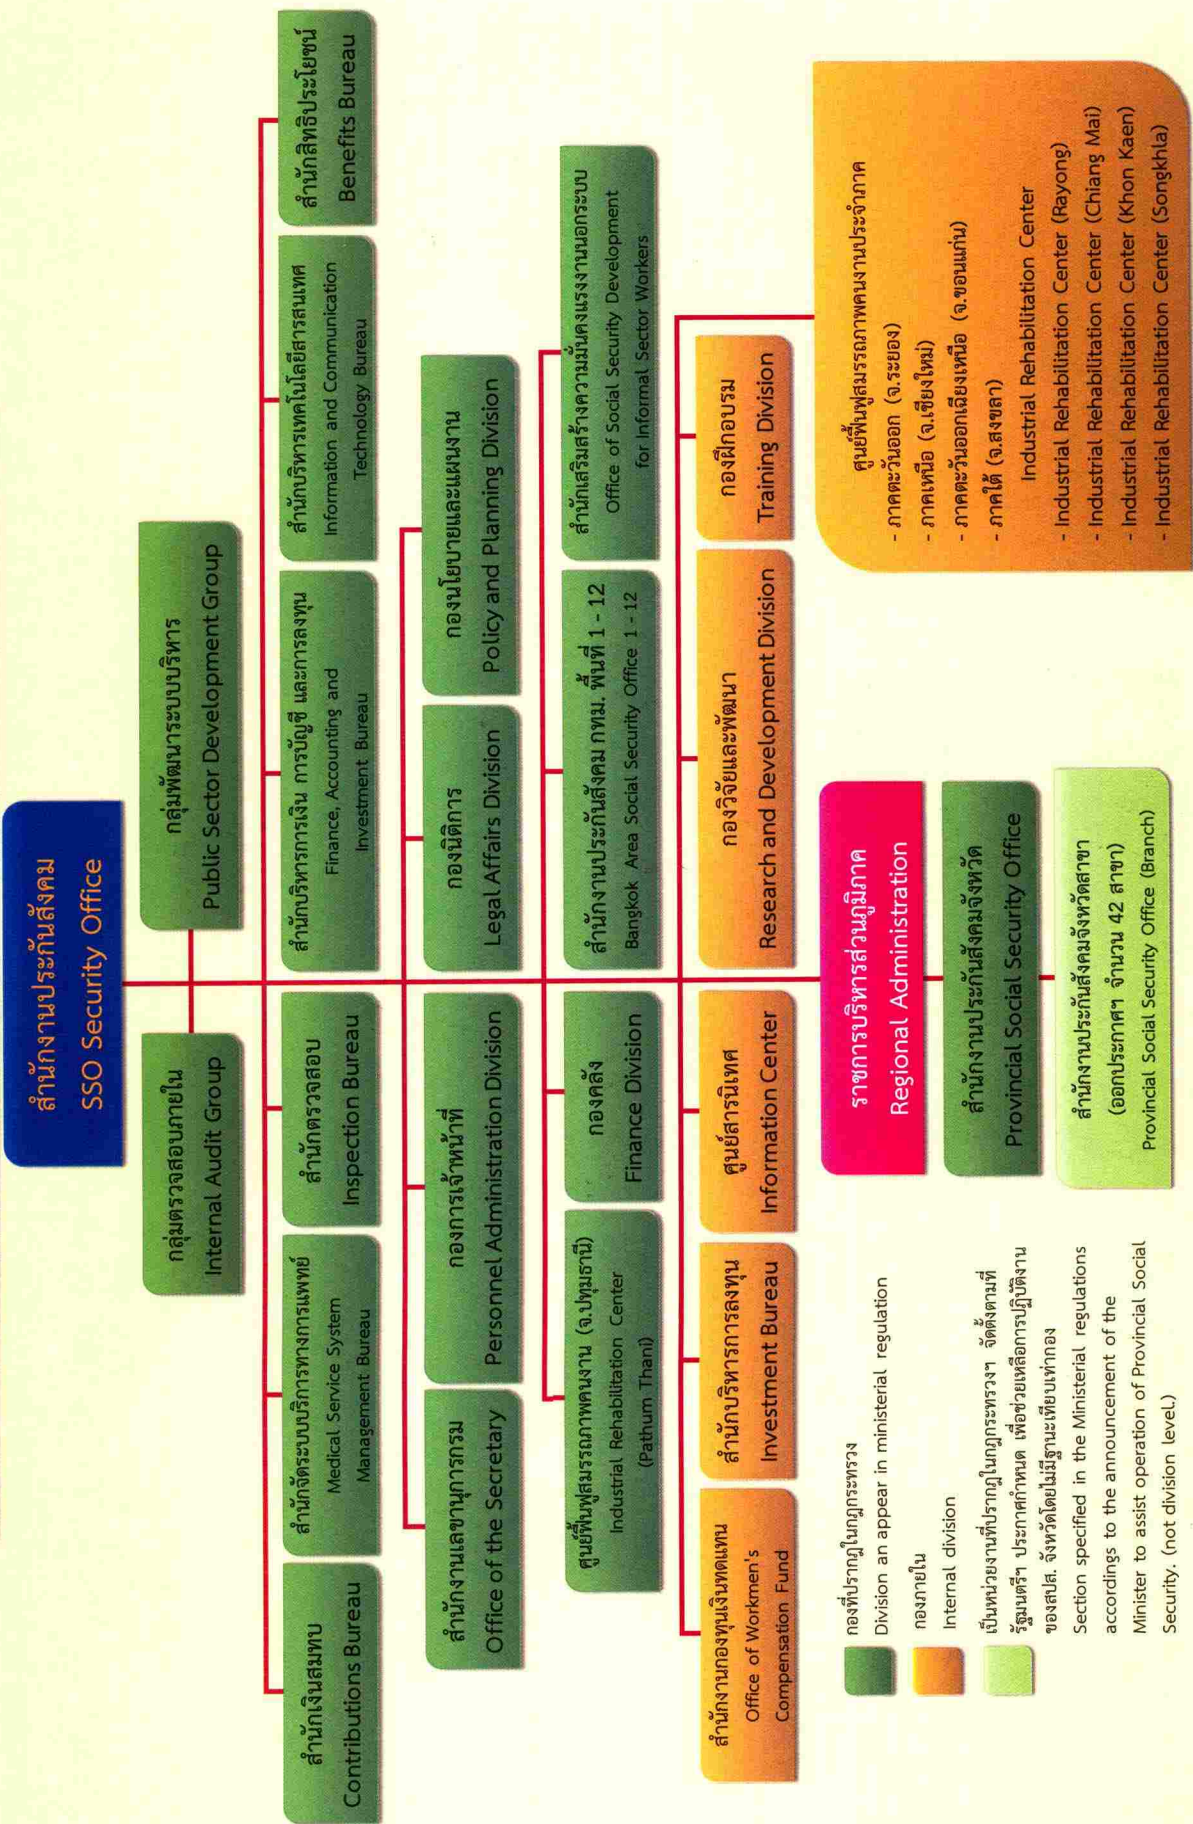 สำนักงานประกันสังคม
SSO Security Office
กลุ่มตรวจสอบภายใน
Internal Audit Group
กลุ่มพัฒนาระบบบริหาร
Public Sector Development Group
สำนักเงินสมทบ
Contributions Bureau
สำนักจัดระบบบริการทางการแพทย์
Medical Service System
Management Bureau
สำนักตรวจสอบ
Inspection Bureau
สำนักบริหารการเงิน การบัญชี และการลงทุน
Finance, Accounting and
Investment Bureau
สำนักบริหารเทคโนโลยีสารสนเทศ
Information and Communication
Technology Bureau
สำนักสิทธิประโยชน์
Benefits Bureau
สำนักงานเลขานุการกรม
Office of the Secretary
กองการเจ้าหน้าที่
Personnel Administration Division
กองนิติการ
Legal Affairs Division
กองนโยบายและแผนงาน
Policy and Planning Division
ศูนย์ฟื้นฟูสมรรถภาพคนงาน (จ.ปทุมธานี)
Industrial Rehabilitation Center
(Pathum Thani)
กองคลัง
Finance Division
สำนักงานประกันสังคม กทม. พื้นที่ 1 - 12
Bangkok Area Social Security Office 1 - 12
สำนักเสริมสร้างความมั่นคงแรงงานนอกระบบ
Office of Social Security Development
for Informal Sector Workers
สำนักงานกองทุนเงินทดแทน
Office of Workmen's
Compensation Fund
สำนักบริหารการลงทุน
Investment Bureau
ศูนย์สารนิเทศ
Information Center
กองวิจัยและพัฒนา
Research and Development Division
กองฝึกอบรม
Training Division
ศูนย์ฟื้นฟูสมรรถภาพคนงานประจำภาค
- ภาคตะวันออก (จ.ระยอง)
- ภาคเหนือ (จ.เชียงใหม่)
- ภาคตะวันออกเฉียงเหนือ (จ.ขอนแก่น)
- ภาคใต้ (จ.สงขลา)
Industrial Rehabilitation Center
- Industrial Rehabilitation Center (Rayong)
- Industrial Rehabilitation Center (Chiang Mai)
- Industrial Rehabilitation Center (Khon Kaen)
- Industrial Rehabilitation Center (Songkhla)
ราชการบริหารส่วนภูมิภาค
Regional Administration
สำนักงานประกันสังคมจังหวัด
Provincial Social Security Office
สำนักงานประกันสังคมจังหวัดสาขา
(ออกประกาศฯ จำนวน 42 สาขา)
Provincial Social Security Office (Branch)
กองที่ปรากฏในกฎกระทรวง
Division an appear in ministerial regulation
กองภายใน
Internal division
เป็นหน่วยงานที่ปรากฏในกฎกระทรวงฯ จัดตั้งตามที่
รัฐมนตรีฯ ประกาศกำหนด เพื่อช่วยเหลือการปฏิบัติงาน
ของสปส. จังหวัดโดยไม่มีฐานะเทียบเท่ากอง
Section specified in the Ministerial regulations
accordings to the announcement of the
Minister to assist operation of Provincial Social
Security. (not division level.)